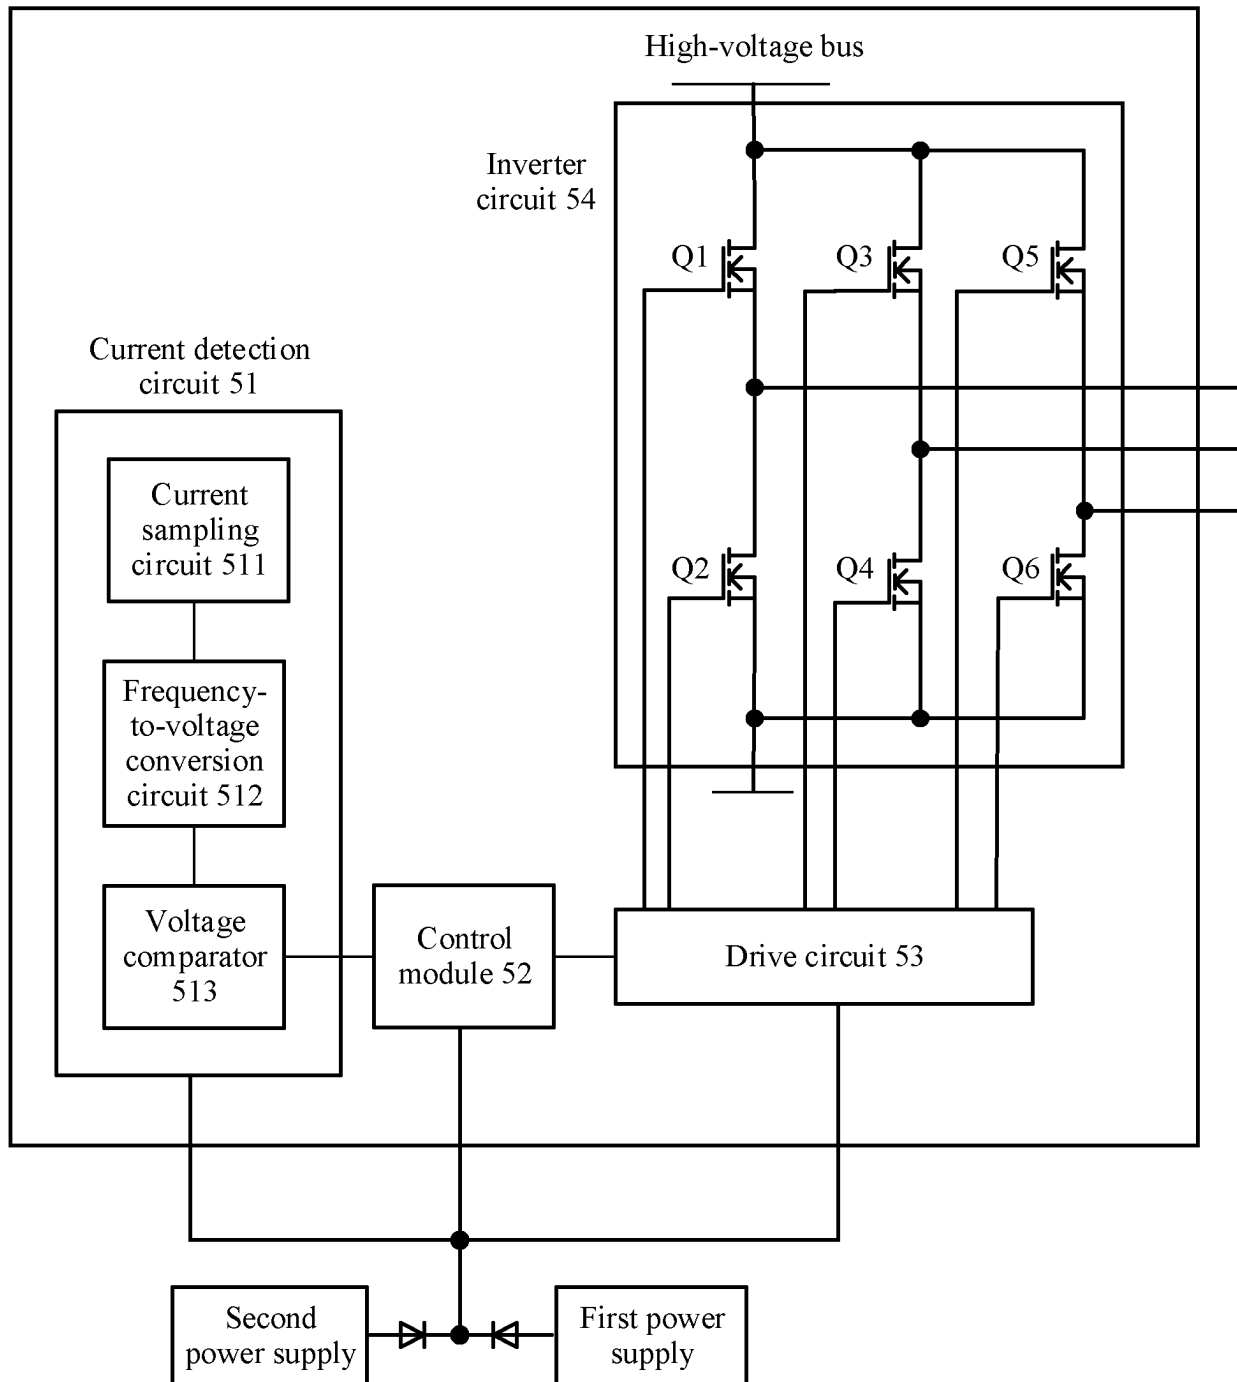 High-voltage bus
Inverter
circuit 54
Q1
Q3
Q5
Current detection
circuit 51
Current
sampling
circuit 511
Q2
Q4
Q6
Frequency-
to-voltage
conversion
circuit 512
Voltage
comparator
513
Control
module 52
Drive circuit 53
Second
power supply
First power
supply